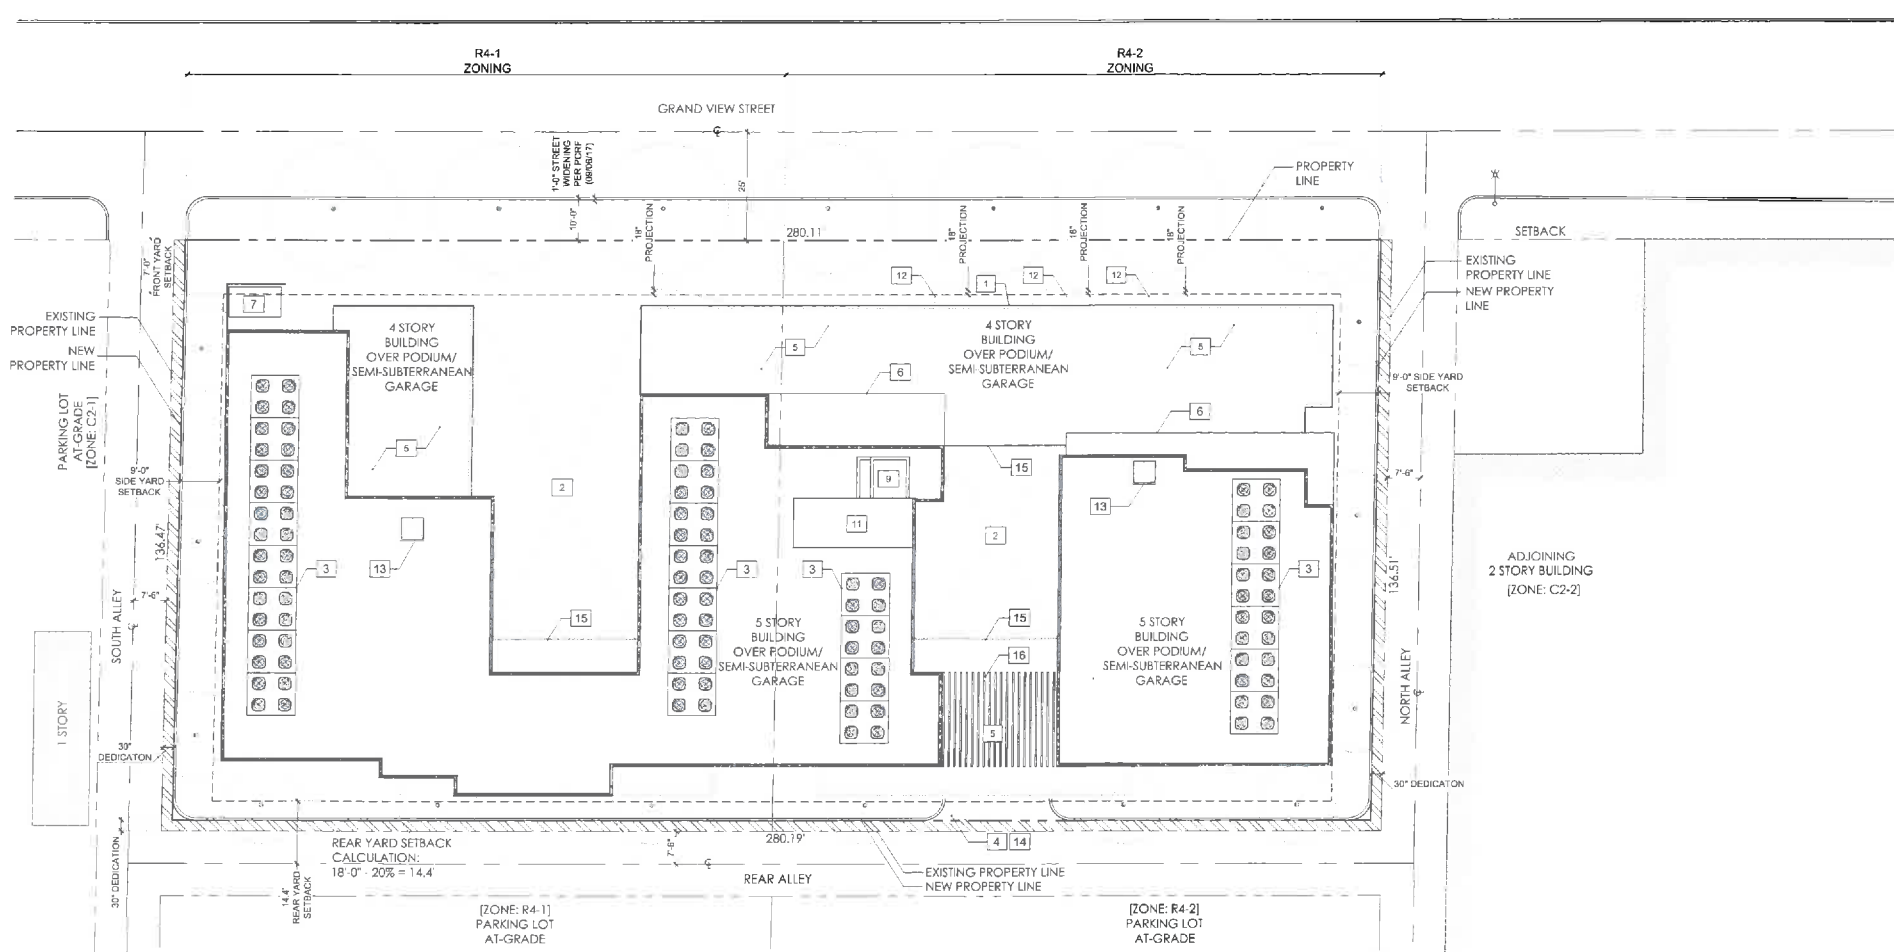 R4-1
ZONING
R4-2
ZONING
GRAND VIEW STREET
1'-0" STREET
WIDENING
PER PCRF
(09/06/17)
10'-0"
25'
PROPERTY
LINE
280.11'
18"
PROJECTION
18"
PROJECTION
18"
PROJECTION
18"
PROJECTION
7'-0"
FRONT YARD
SETBACK
SETBACK
EXISTING
PROPERTY LINE
NEW PROPERTY
LINE
12
1
12
12
7
EXISTING
PROPERTY LINE
NEW
PROPERTY LINE
4 STORY
BUILDING
OVER PODIUM/
SEMI-SUBTERRANEAN
GARAGE
4 STORY
BUILDING
OVER PODIUM/
SEMI-SUBTERRANEAN
GARAGE
5
5
6
6
9'-0" SIDE YARD
SETBACK
PARKING LOT
AT-GRADE
[ZONE: C2-1]
5
9'-0"
SIDE YARD
SETBACK
2
15
9
13
7'-6"
11
2
136.47'
136.51'
13
3
3
3
3
ADJOINING
2 STORY BUILDING
[ZONE: C2-2]
7'-6"
SOUTH ALLEY
15
15
16
5 STORY
BUILDING
OVER PODIUM/
SEMI-SUBTERRANEAN
GARAGE
5 STORY
BUILDING
OVER PODIUM/
SEMI-SUBTERRANEAN
GARAGE
NORTH ALLEY
1 STORY
5
30"
DEDICATON
30" DEDICATON
30" DEDICATION
REAR YARD SETBACK
CALCULATION:
18'-0" - 20% = 14.4'
14.4'
REAR YARD
SETBACK
7'-6"
280.19'
4
14
REAR ALLEY
EXISTING PROPERTY LINE
NEW PROPERTY LINE
[ZONE: R4-1]
PARKING LOT
AT-GRADE
[ZONE: R4-2]
PARKING LOT
AT-GRADE